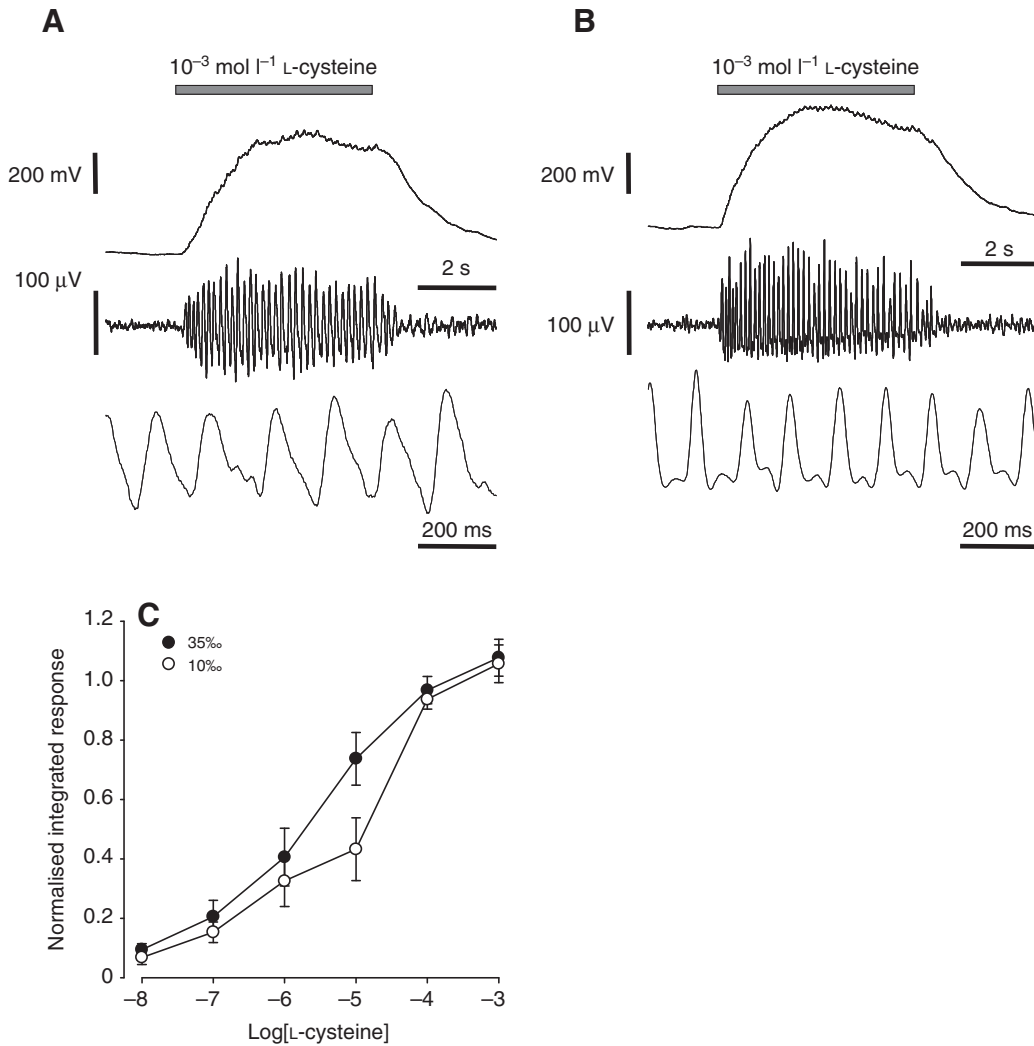 A
10⁻³ mol l⁻¹ L-cysteine
200 mV
2 s
100 µV
200 ms
B
10⁻³ mol l⁻¹ L-cysteine
200 mV
2 s
100 µV
200 ms
C
35‰
10‰
1.2
1.0
0.8
0.6
0.4
0.2
0
Normalised integrated response
–8 –7 –6 –5 –4 –3
Log[L-cysteine]